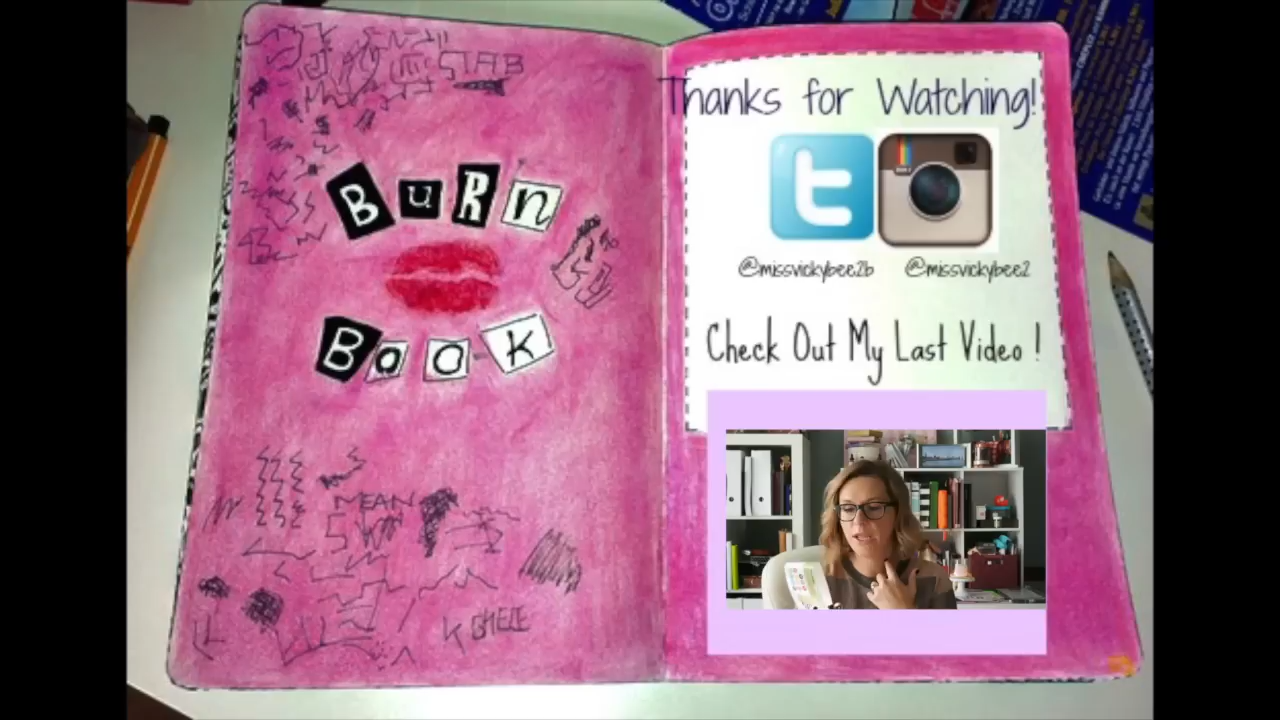 STAB
BURN
Book
MEAN
Thanks for Watching!
@missvickybee2b @missvickybee2
Check Out My Last Video !